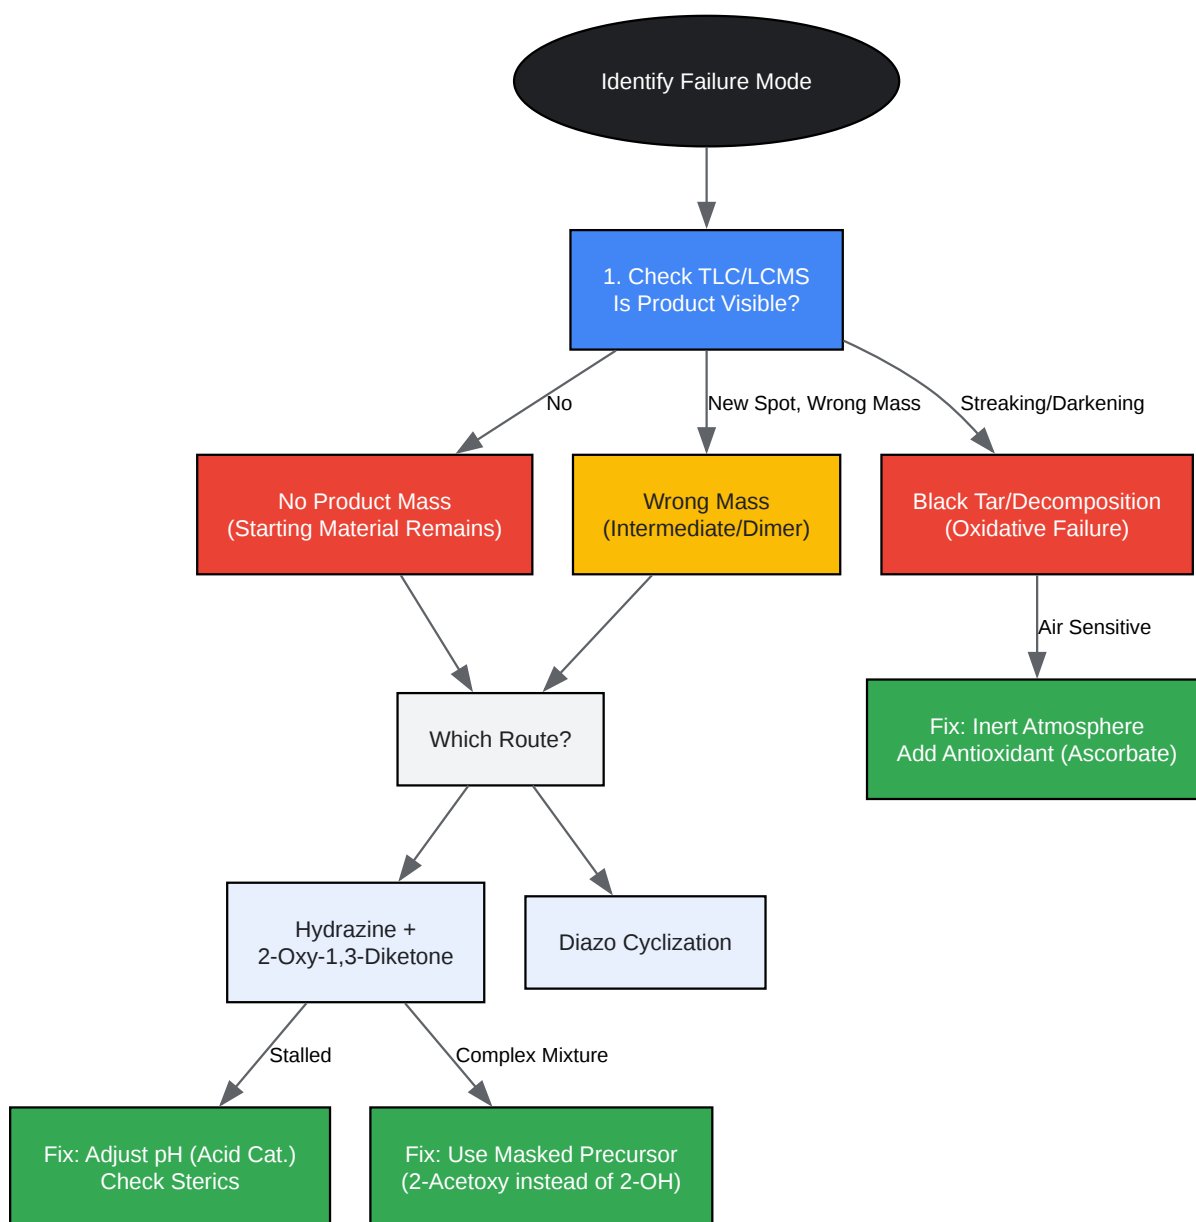 Identify Failure Mode
1. Check TLC/LCMS
Is Product Visible?
No
New Spot, Wrong Mass
Streaking/Darkening
No Product Mass
(Starting Material Remains)
Wrong Mass
(Intermediate/Dimer)
Black Tar/Decomposition
(Oxidative Failure)
Air Sensitive
Which Route?
Fix: Inert Atmosphere
Add Antioxidant (Ascorbate)
Hydrazine +
2-Oxy-1,3-Diketone
Diazo Cyclization
Stalled
Complex Mixture
Fix: Adjust pH (Acid Cat.)
Check Sterics
Fix: Use Masked Precursor
(2-Acetoxy instead of 2-OH)